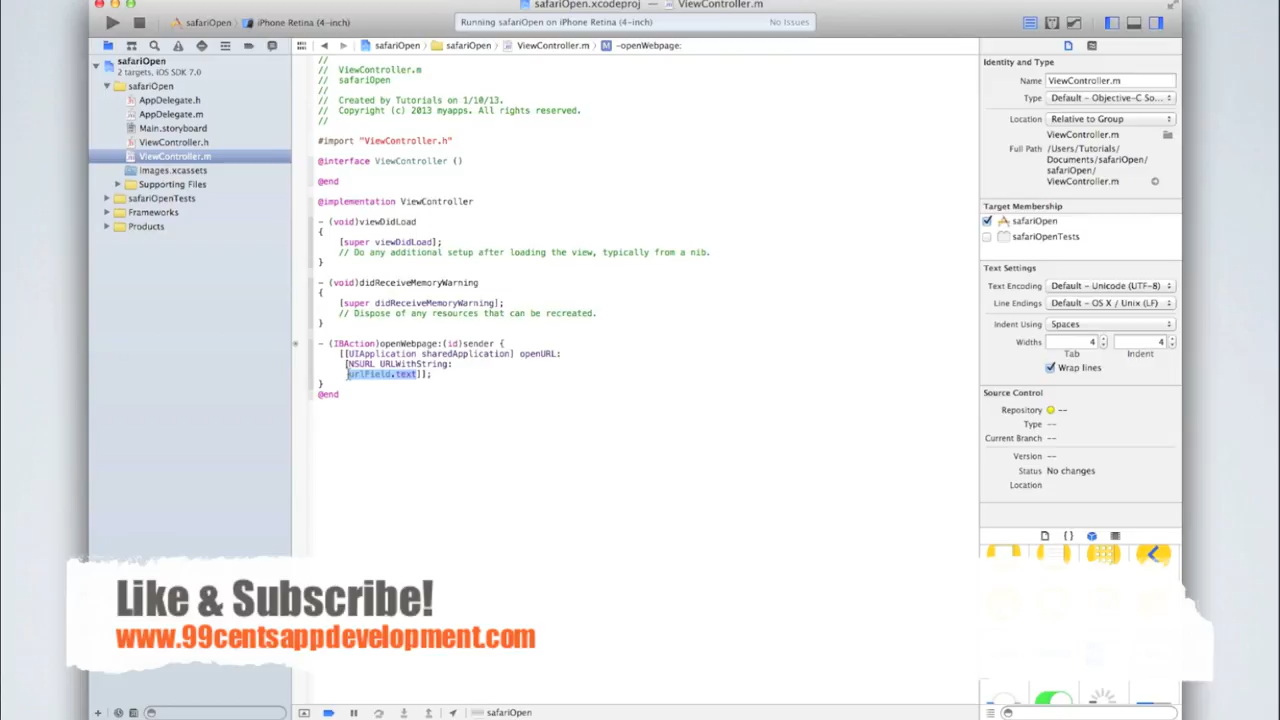 safariOpen.xcodeproj — ViewController.m
safariOpen
iPhone Retina (4-inch)
Running safariOpen on iPhone Retina (4-inch)
No Issues
safariOpen
safariOpen
ViewController.m
M
-openWebpage:
safariOpen
2 targets, iOS SDK 7.0
safariOpen
AppDelegate.h
AppDelegate.m
Main.storyboard
ViewController.h
ViewController.m
Images.xcassets
Supporting Files
safariOpenTests
Frameworks
Products
//
//  ViewController.m
//  safariOpen
//
//  Created by Tutorials on 1/10/13.
//  Copyright (c) 2013 myapps. All rights reserved.
//
#import "ViewController.h"
@interface ViewController ()
@end
@implementation ViewController
- (void)viewDidLoad
{
[super viewDidLoad];
// Do any additional setup after loading the view, typically from a nib.
}
- (void)didReceiveMemoryWarning
{
[super didReceiveMemoryWarning];
// Dispose of any resources that can be recreated.
}
- (IBAction)openWebpage:(id)sender {
[[UIApplication sharedApplication] openURL:
[NSURL URLWithString:
urlField.text]];
}
@end
Identity and Type
Name ViewController.m
Type Default - Objective-C So...
Location Relative to Group
ViewController.m
Full Path /Users/Tutorials/
Documents/safariOpen/
safariOpen/
ViewController.m
Target Membership
safariOpen
safariOpenTests
Text Settings
Text Encoding Default - Unicode (UTF-8)
Line Endings Default - OS X / Unix (LF)
Indent Using Spaces
Widths 4 4
Tab Indent
Wrap lines
Source Control
Repository --
Type --
Current Branch --
Version --
Status No changes
Location
{ }
Like & Subscribe!
www.99centsappdevelopment.com
safariOpen